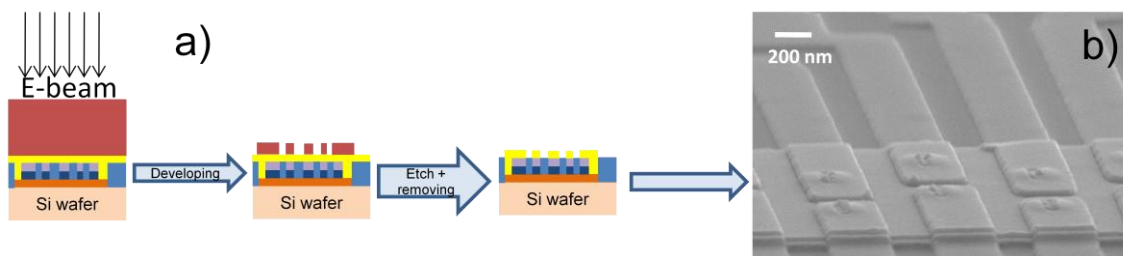 a)
E-beam
Si wafer
Developing
Si wafer
Etch +
removing
Si wafer
200 nm
b)